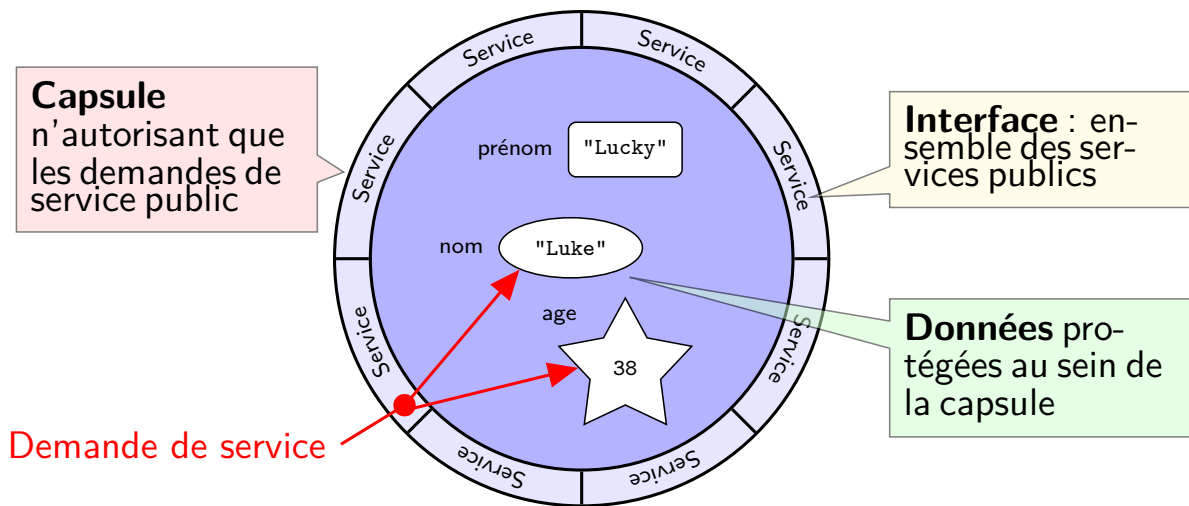 Service
Service
Capsule
n'autorisant que
les demandes de
service public
Interface : en-
semble des ser-
vices publics
Service
Service
prénom
"Lucky"
nom
"Luke"
age
38
Données pro-
tégées au sein de
la capsule
Service
Service
Demande de service
Service
Service